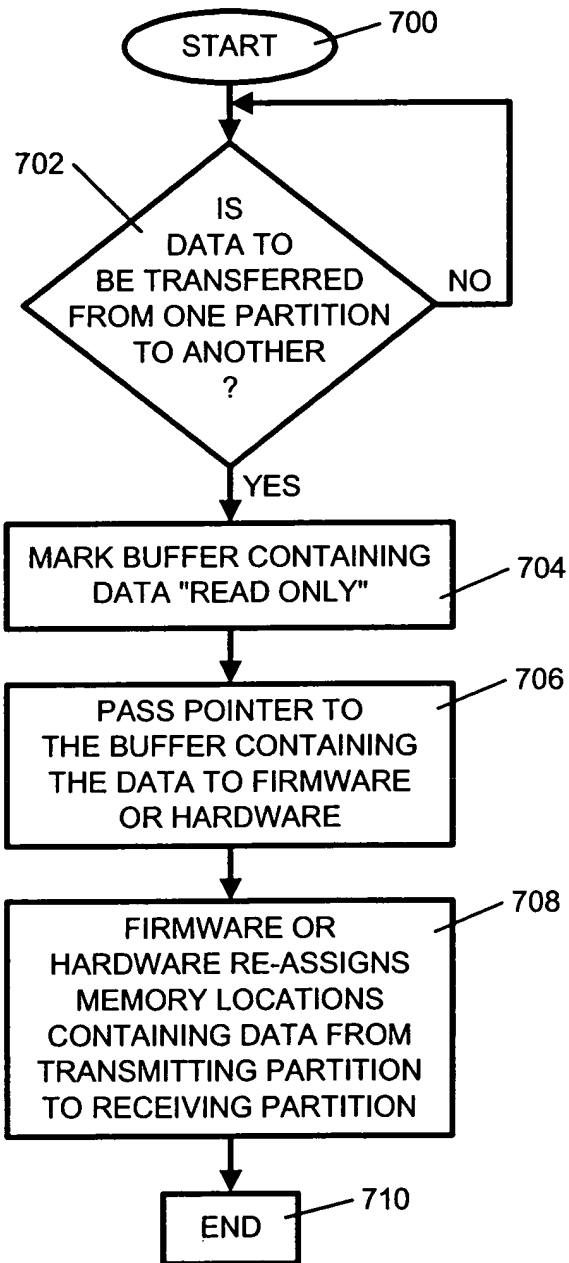 START
700
702
IS
DATA TO
BE TRANSFERRED
FROM ONE PARTITION
TO ANOTHER
?
NO
YES
MARK BUFFER CONTAINING
DATA "READ ONLY"
704
706
PASS POINTER TO
THE BUFFER CONTAINING
THE DATA TO FIRMWARE
OR HARDWARE
708
FIRMWARE OR
HARDWARE RE-ASSIGNS
MEMORY LOCATIONS
CONTAINING DATA FROM
TRANSMITTING PARTITION
TO RECEIVING PARTITION
END
710